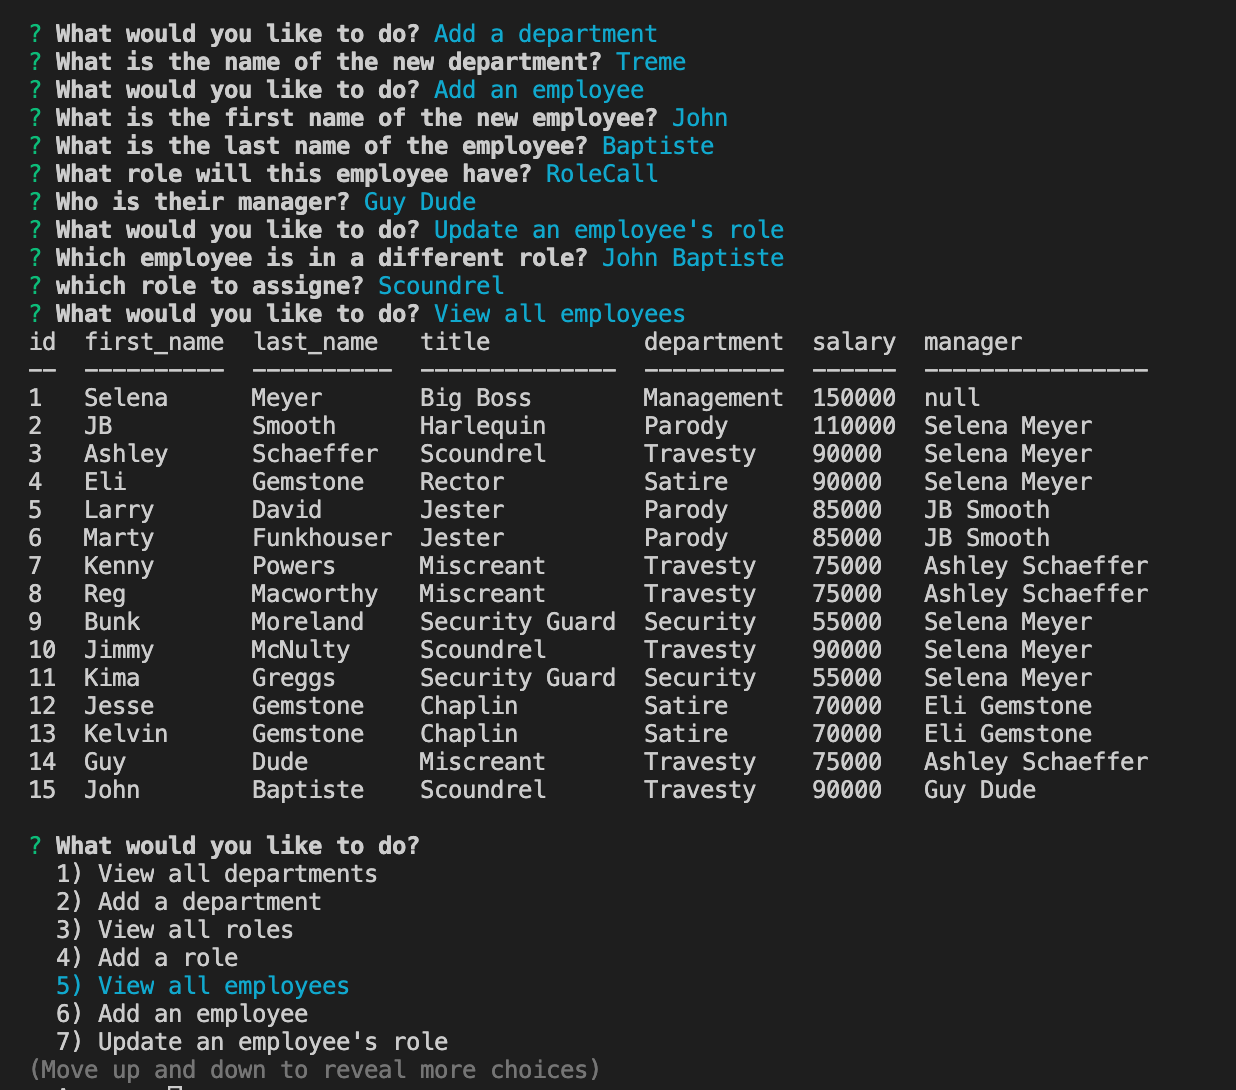 ? What would you like to do? Add a department
? What is the name of the new department? Treme
? What would you like to do? Add an employee
? What is the first name of the new employee? John
? What is the last name of the employee? Baptiste
? What role will this employee have? RoleCall
? Who is their manager? Guy Dude
? What would you like to do? Update an employee's role
? Which employee is in a different role? John Baptiste
? which role to assigne? Scoundrel
? What would you like to do? View all employees
id  first_name  last_name   title           department  salary  manager
--  ----------  ----------  --------------  ----------  ------  ----------------
1   Selena      Meyer       Big Boss        Management  150000  null
2   JB          Smooth      Harlequin       Parody      110000  Selena Meyer
3   Ashley      Schaeffer   Scoundrel       Travesty    90000   Selena Meyer
4   Eli         Gemstone    Rector          Satire      90000   Selena Meyer
5   Larry       David       Jester          Parody      85000   JB Smooth
6   Marty       Funkhouser  Jester          Parody      85000   JB Smooth
7   Kenny       Powers      Miscreant       Travesty    75000   Ashley Schaeffer
8   Reg         Macworthy   Miscreant       Travesty    75000   Ashley Schaeffer
9   Bunk        Moreland    Security Guard  Security    55000   Selena Meyer
10  Jimmy       McNulty     Scoundrel       Travesty    90000   Selena Meyer
11  Kima        Greggs      Security Guard  Security    55000   Selena Meyer
12  Jesse       Gemstone    Chaplin         Satire      70000   Eli Gemstone
13  Kelvin      Gemstone    Chaplin         Satire      70000   Eli Gemstone
14  Guy         Dude        Miscreant       Travesty    75000   Ashley Schaeffer
15  John        Baptiste    Scoundrel       Travesty    90000   Guy Dude
? What would you like to do?
1) View all departments
2) Add a department
3) View all roles
4) Add a role
5) View all employees
6) Add an employee
7) Update an employee's role
(Move up and down to reveal more choices)